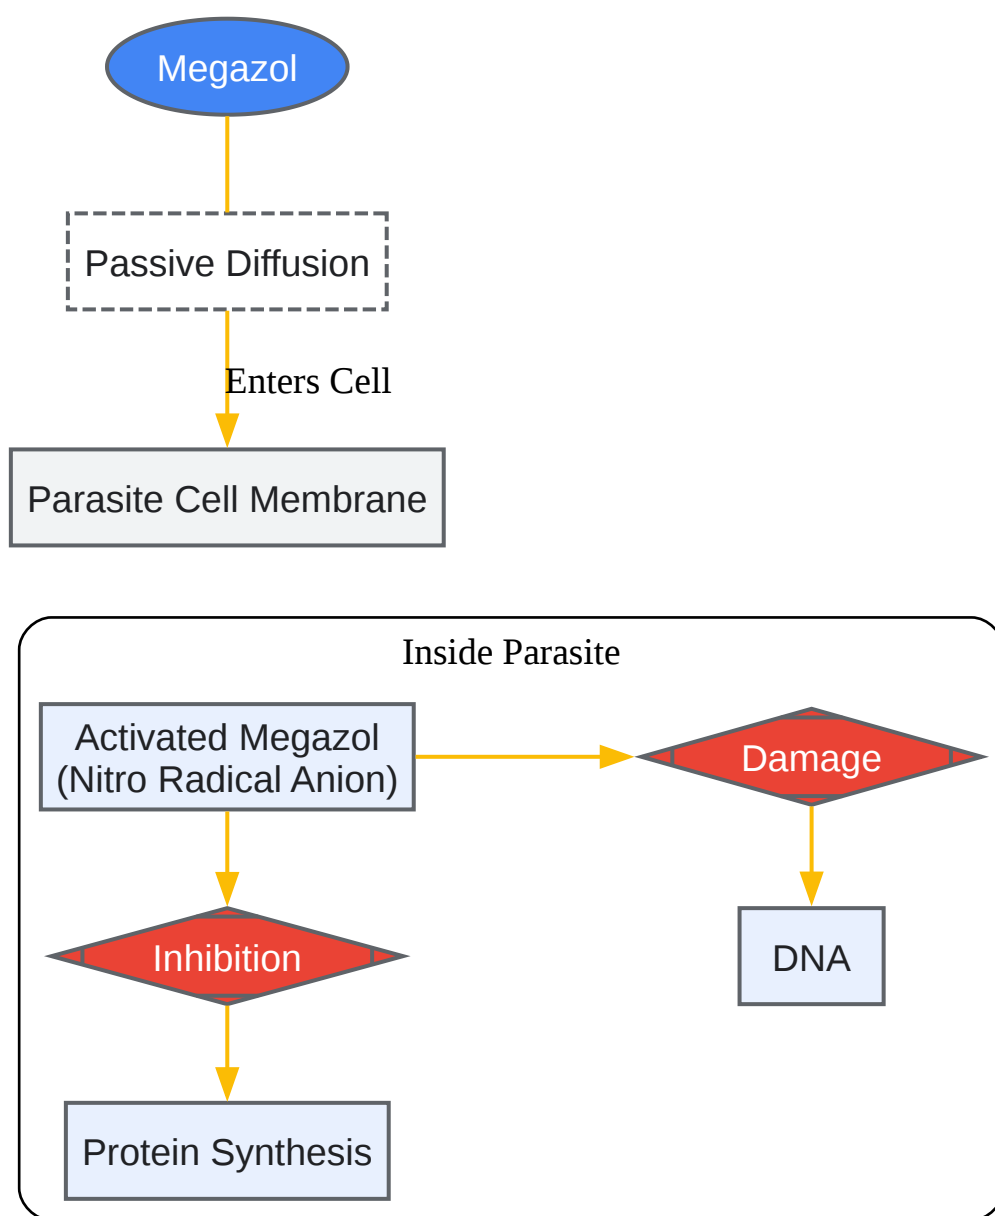 Megazol
Passive Diffusion
Enters Cell
Parasite Cell Membrane
Inside Parasite
Activated Megazol
(Nitro Radical Anion)
Damage
Inhibition
DNA
Protein Synthesis